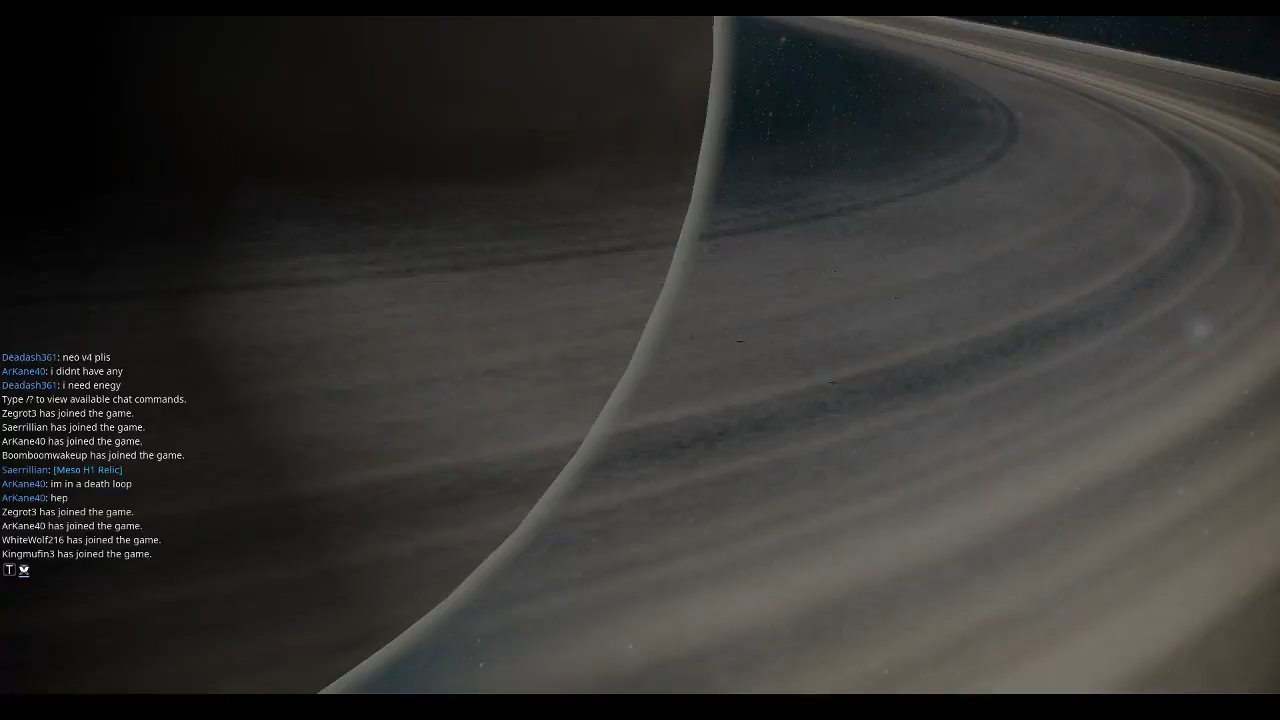 Deadash361: neo v4 plis
ArKane40: i didnt have any
Deadash361: i need enegy
Type /? to view available chat commands.
Zegrot3 has joined the game.
Saerrillian has joined the game.
ArKane40 has joined the game.
Boomboomwakeup has joined the game.
Saerrillian: [Meso H1 Relic]
ArKane40: im in a death loop
ArKane40: hep
Zegrot3 has joined the game.
ArKane40 has joined the game.
WhiteWolf216 has joined the game.
Kingmufin3 has joined the game.
T